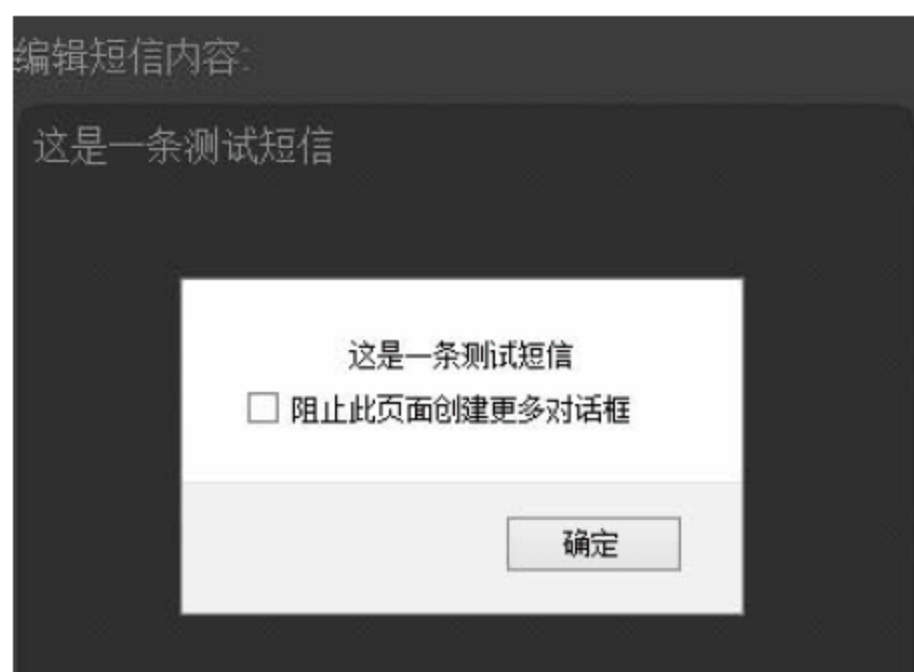 编辑短信内容:
这是一条测试短信
这是一条测试短信
阻止此页面创建更多对话框
确定